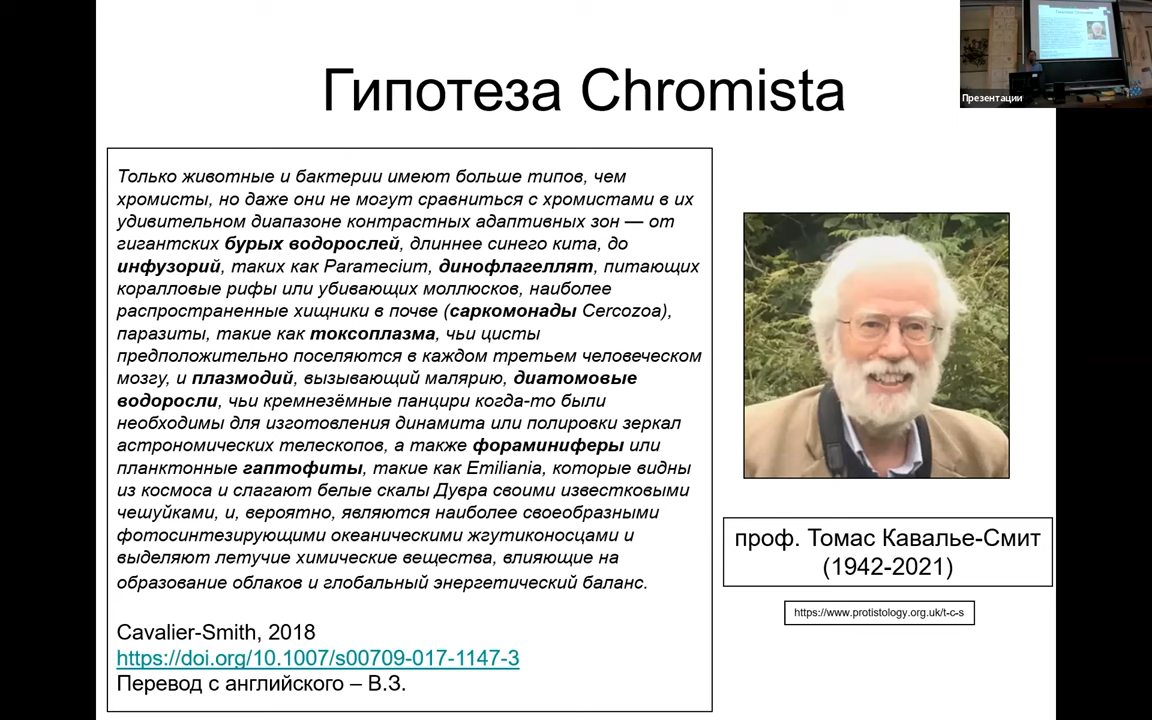 Гипотеза Chromista
Презентации
Только животные и бактерии имеют больше типов, чем
хромисты, но даже они не могут сравниться с хромистами в их
удивительном диапазоне контрастных адаптивных зон — от
гигантских бурых водорослей, длиннее синего кита, до
инфузорий, таких как Paramecium, динофлагеллят, питающих
коралловые рифы или убивающих моллюсков, наиболее
распространенные хищники в почве (саркомонады Cercozoa),
паразиты, такие как токсоплазма, чьи цисты
предположительно поселяются в каждом третьем человеческом
мозгу, и плазмодий, вызывающий малярию, диатомовые
водоросли, чьи кремнезёмные панцири когда-то были
необходимы для изготовления динамита или полировки зеркал
астрономических телескопов, а также фораминиферы или
планктонные гаптофиты, такие как Emiliania, которые видны
из космоса и слагают белые скалы Дувра своими известковыми
чешуйками, и, вероятно, являются наиболее своеобразными
фотосинтезирующими океаническими жгутиконосцами и
выделяют летучие химические вещества, влияющие на
образование облаков и глобальный энергетический баланс.
Cavalier-Smith, 2018
https://doi.org/10.1007/s00709-017-1147-3
Перевод с английского – В.З.
проф. Томас Кавалье-Смит
(1942-2021)
https://www.protistology.org.uk/t-c-s